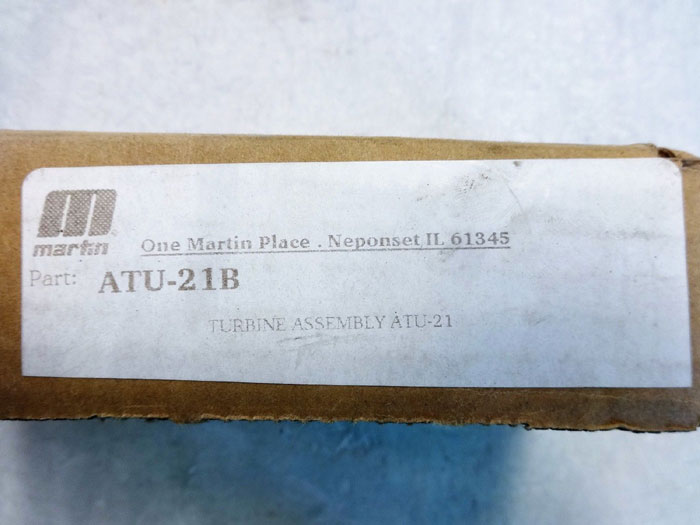 martin
One Martin Place . Neponset, IL 61345
Part: ATU-21B
TURBINE ASSEMBLY ATU-21